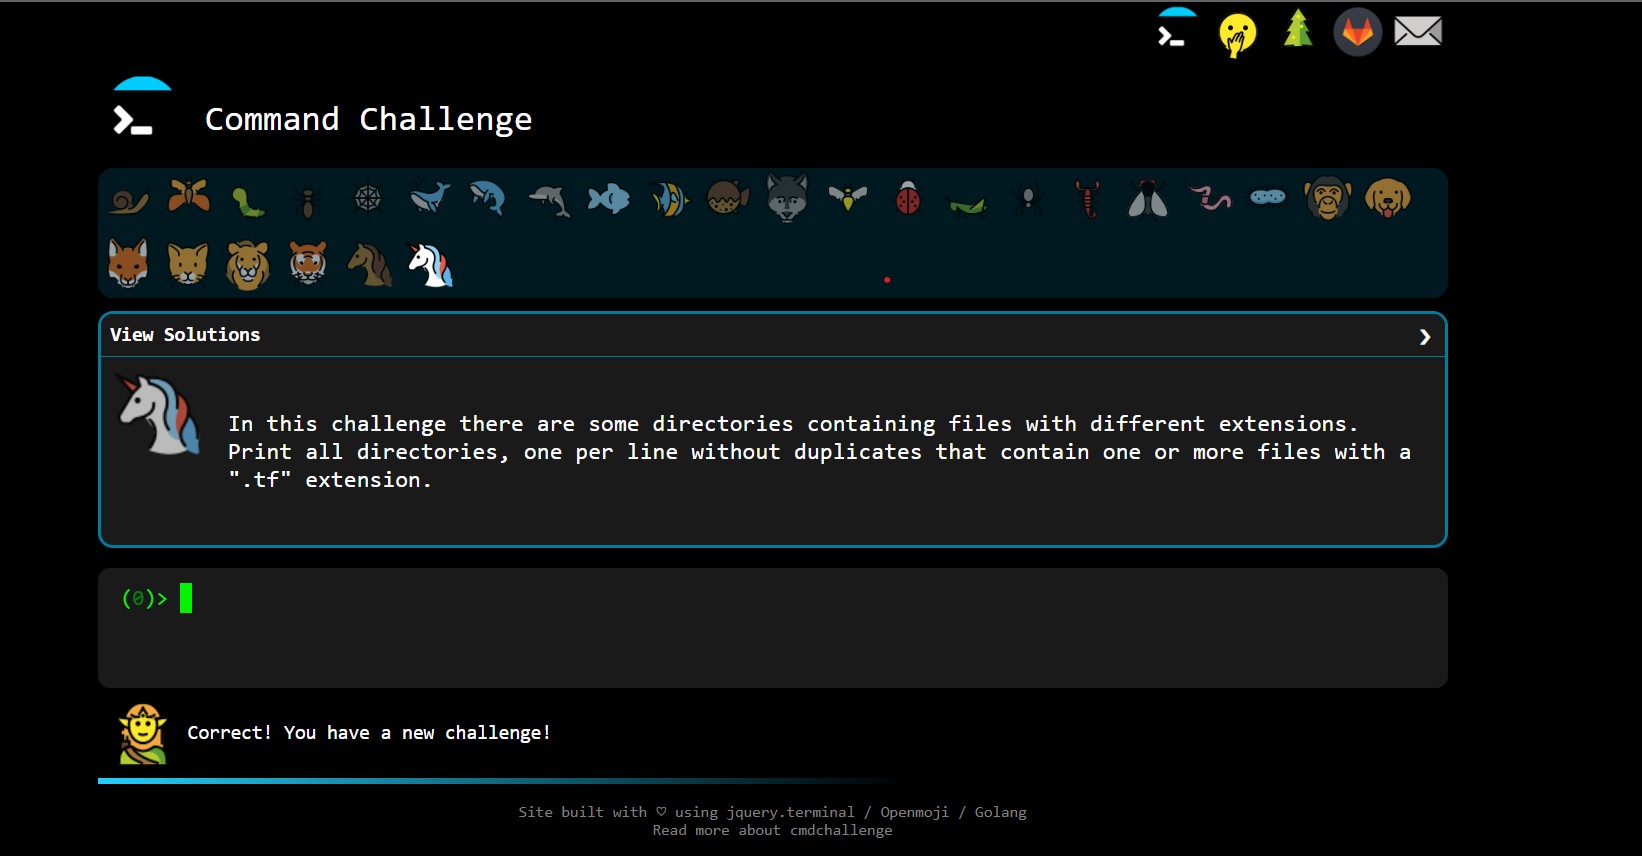 Command Challenge
View Solutions
In this challenge there are some directories containing files with different extensions.
Print all directories, one per line without duplicates that contain one or more files with a
".tf" extension.
(0)>
Correct! You have a new challenge!
Site built with ♡ using jquery.terminal / Openmoji / Golang
Read more about cmdchallenge